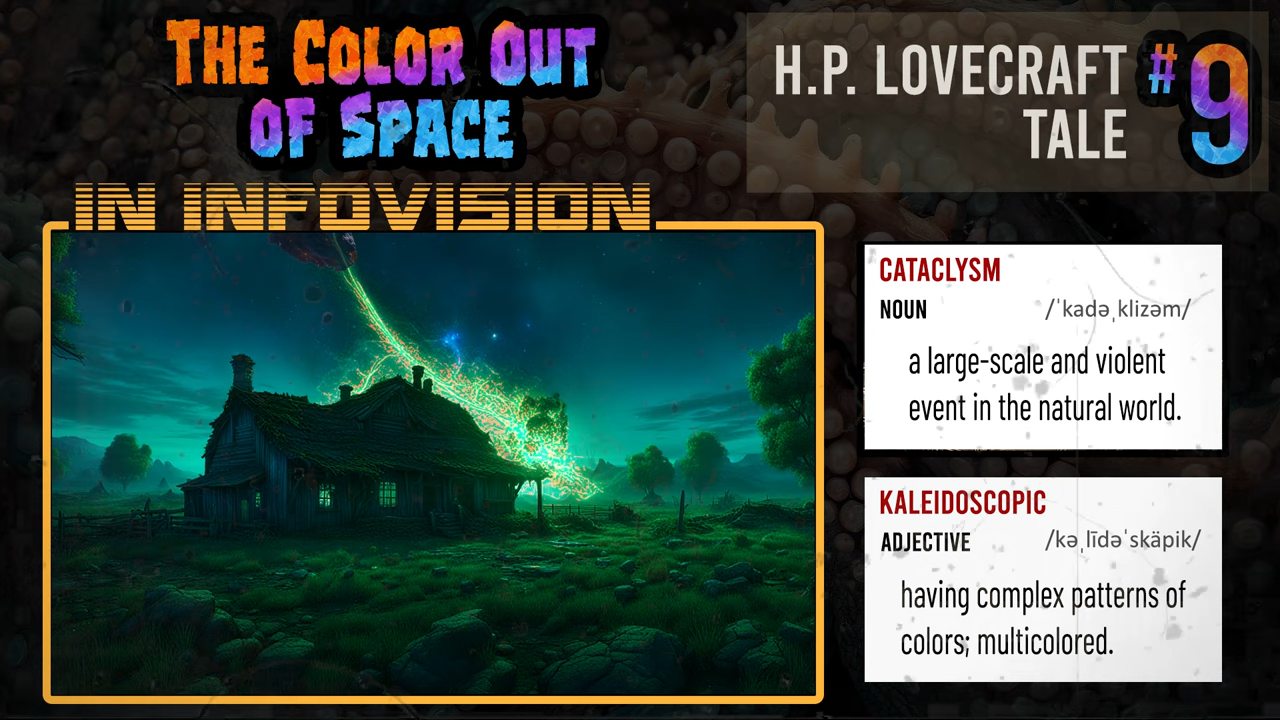 THE COLOR OUT
OF SPACE
IN INFOVISION
H.P. LOVECRAFT
TALE
#9
CATACLYSM
NOUN /ˈkadəˌklizəm/
a large-scale and violent
event in the natural world.
KALEIDOSCOPIC
ADJECTIVE /kəˌlīdəˈskäpik/
having complex patterns of
colors; multicolored.